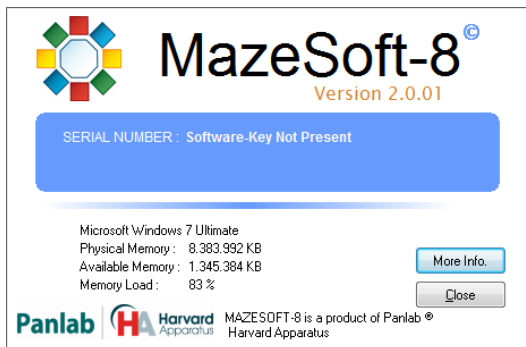 MazeSoft-8©
Version 2.0.01
SERIAL NUMBER : Software-Key Not Present
Microsoft Windows 7 Ultimate
Physical Memory : 8.383.992 KB
Available Memory : 1.345.384 KB
Memory Load : 83 %
More Info.
Close
Panlab HA Harvard Apparatus
MAZESOFT-8 is a product of Panlab ®
Harvard Apparatus